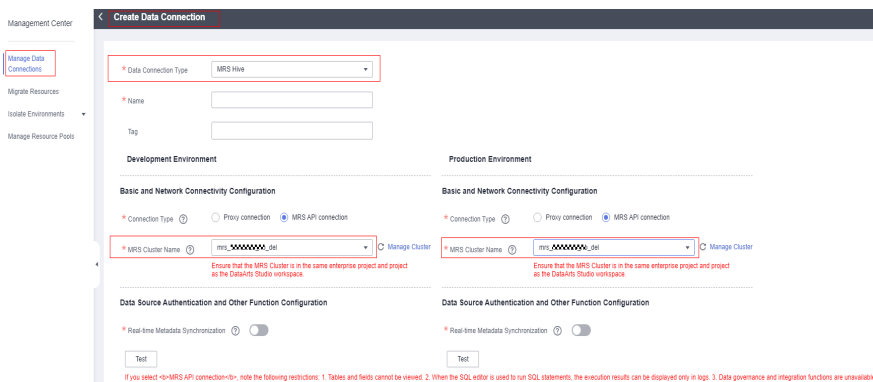 Management Center
Create Data Connection
Manage Data
Connections
Migrate Resources
Isolate Environments
Manage Resource Pools
* Data Connection Type MRS Hive
* Name
Tag
Development Environment Production Environment
Basic and Network Connectivity Configuration Basic and Network Connectivity Configuration
* Connection Type ? Proxy connection MRS API connection * Connection Type ? Proxy connection MRS API connection
* MRS Cluster Name ? mrs_ _del Manage Cluster * MRS Cluster Name ? mrs_ _del Manage Cluster
Ensure that the MRS Cluster is in the same enterprise project and project Ensure that the MRS Cluster is in the same enterprise project and project
as the DataArts Studio workspace. as the DataArts Studio workspace.
Data Source Authentication and Other Function Configuration Data Source Authentication and Other Function Configuration
* Real-time Metadata Synchronization ? * Real-time Metadata Synchronization ?
Test Test
If you select <b>MRS API connection</b>, note the following restrictions: 1. Tables and fields cannot be viewed. 2. When the SQL editor is used to run SQL statements, the execution results can be displayed only in logs. 3. Data governance and integration functions are unavailable